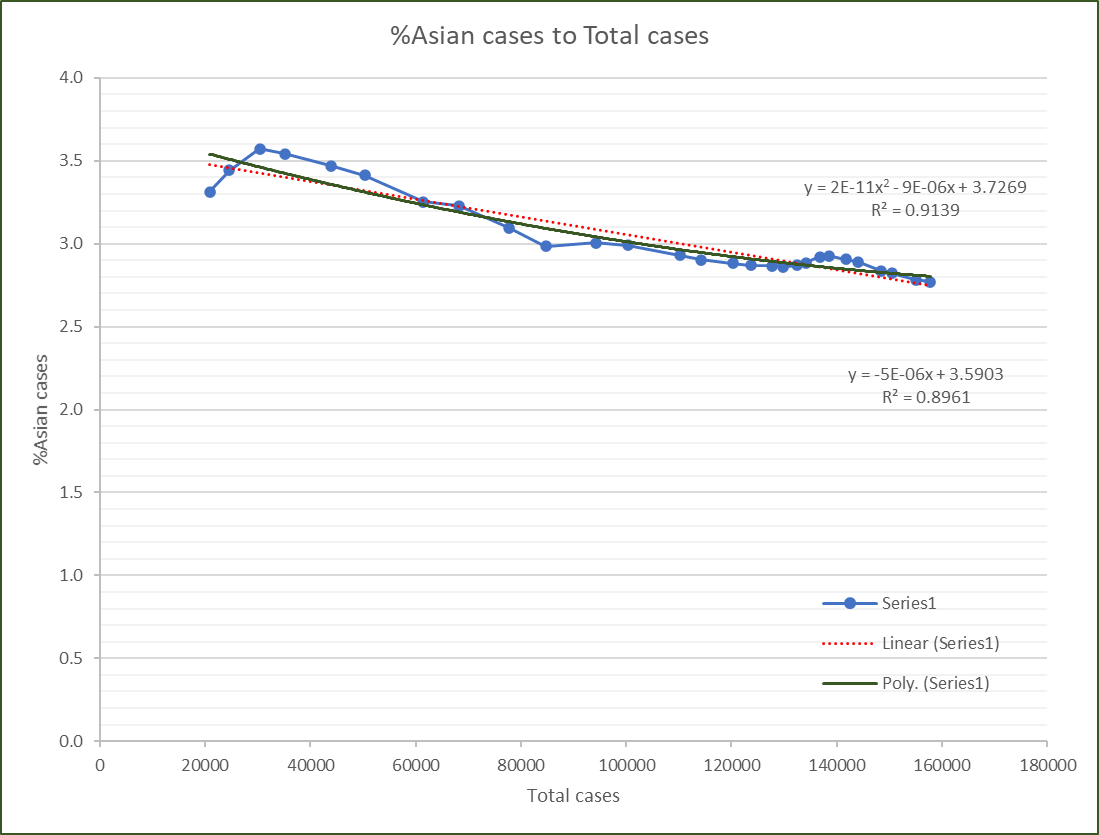 %Asian cases to Total cases
4.0
3.5
3.0
2.5
2.0
1.5
1.0
0.5
0.0
%Asian cases
y = 2E-11x² - 9E-06x + 3.7269
R² = 0.9139
y = -5E-06x + 3.5903
R² = 0.8961
Series1
Linear (Series1)
Poly. (Series1)
0 20000 40000 60000 80000 100000 120000 140000 160000 180000
Total cases